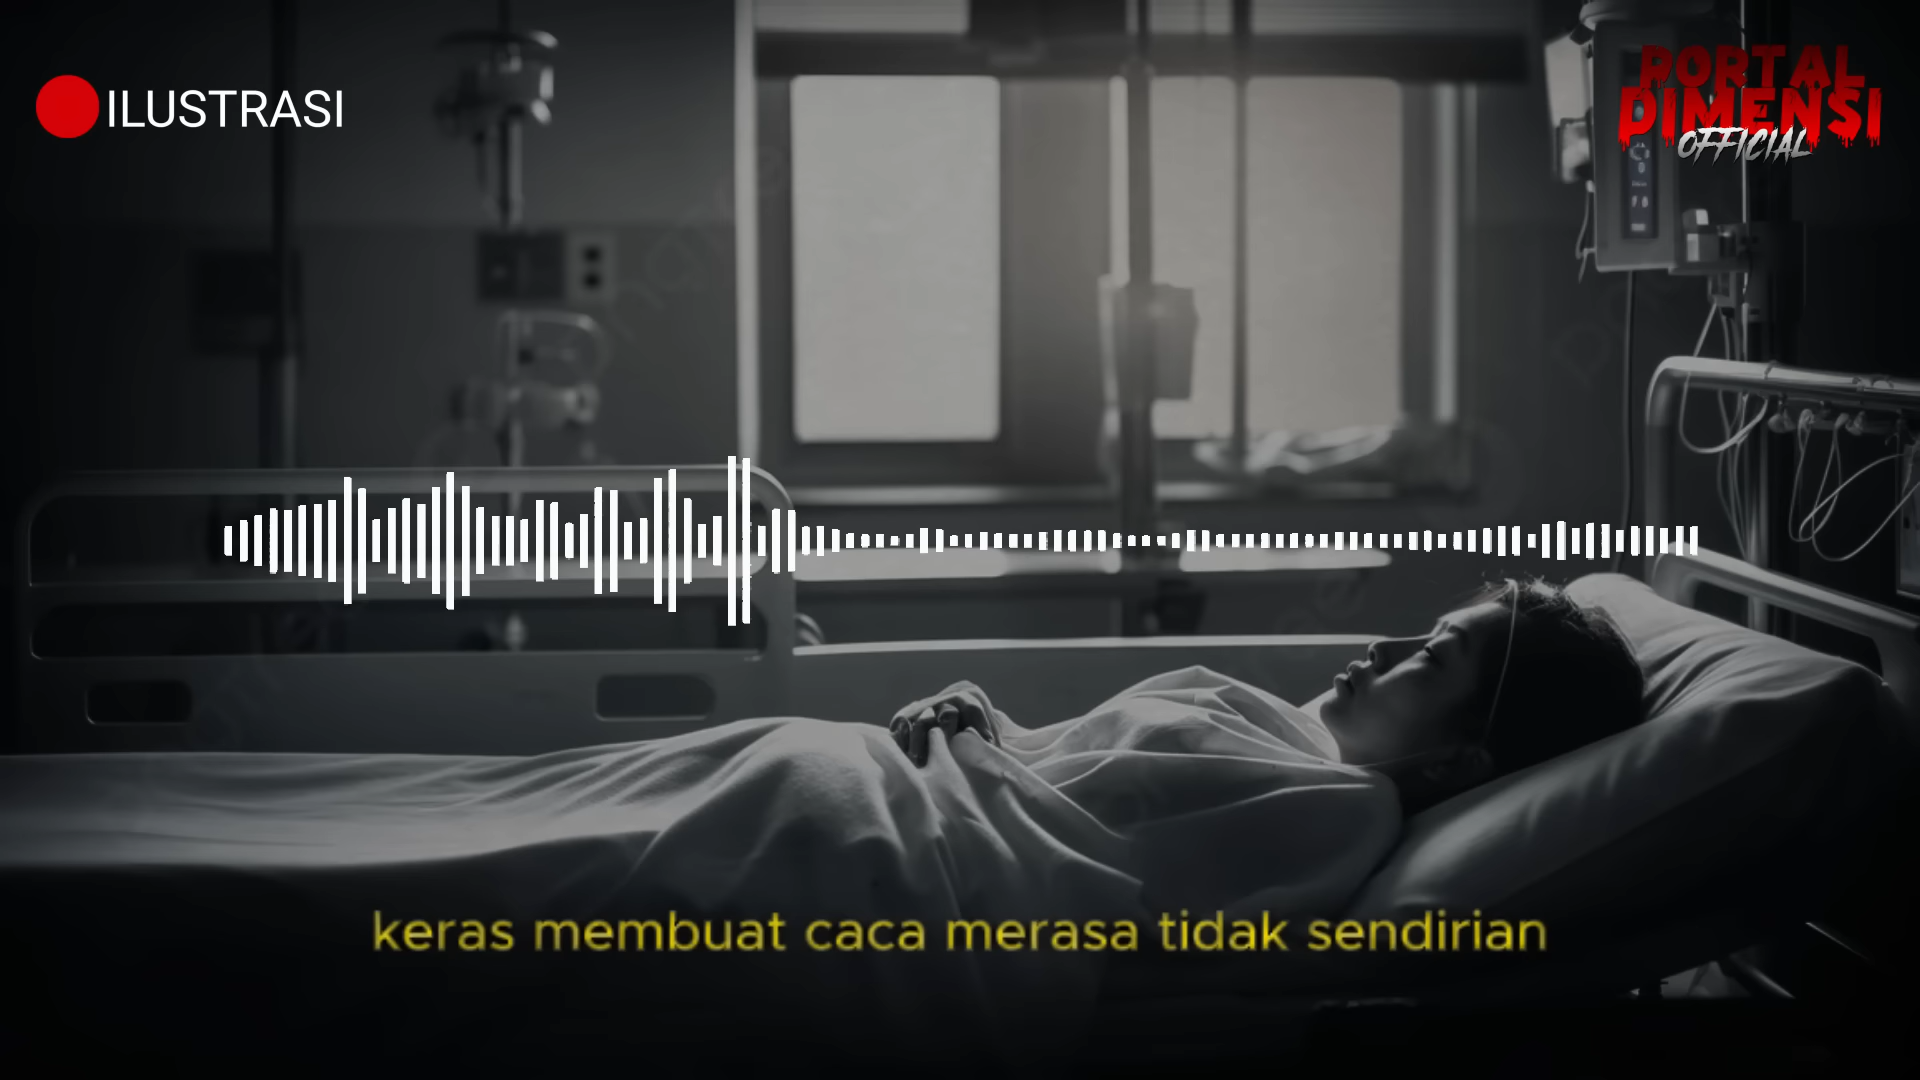 ILUSTRASI
PORTAL
DIMENSI
OFFICIAL
keras membuat caca merasa tidak sendirian